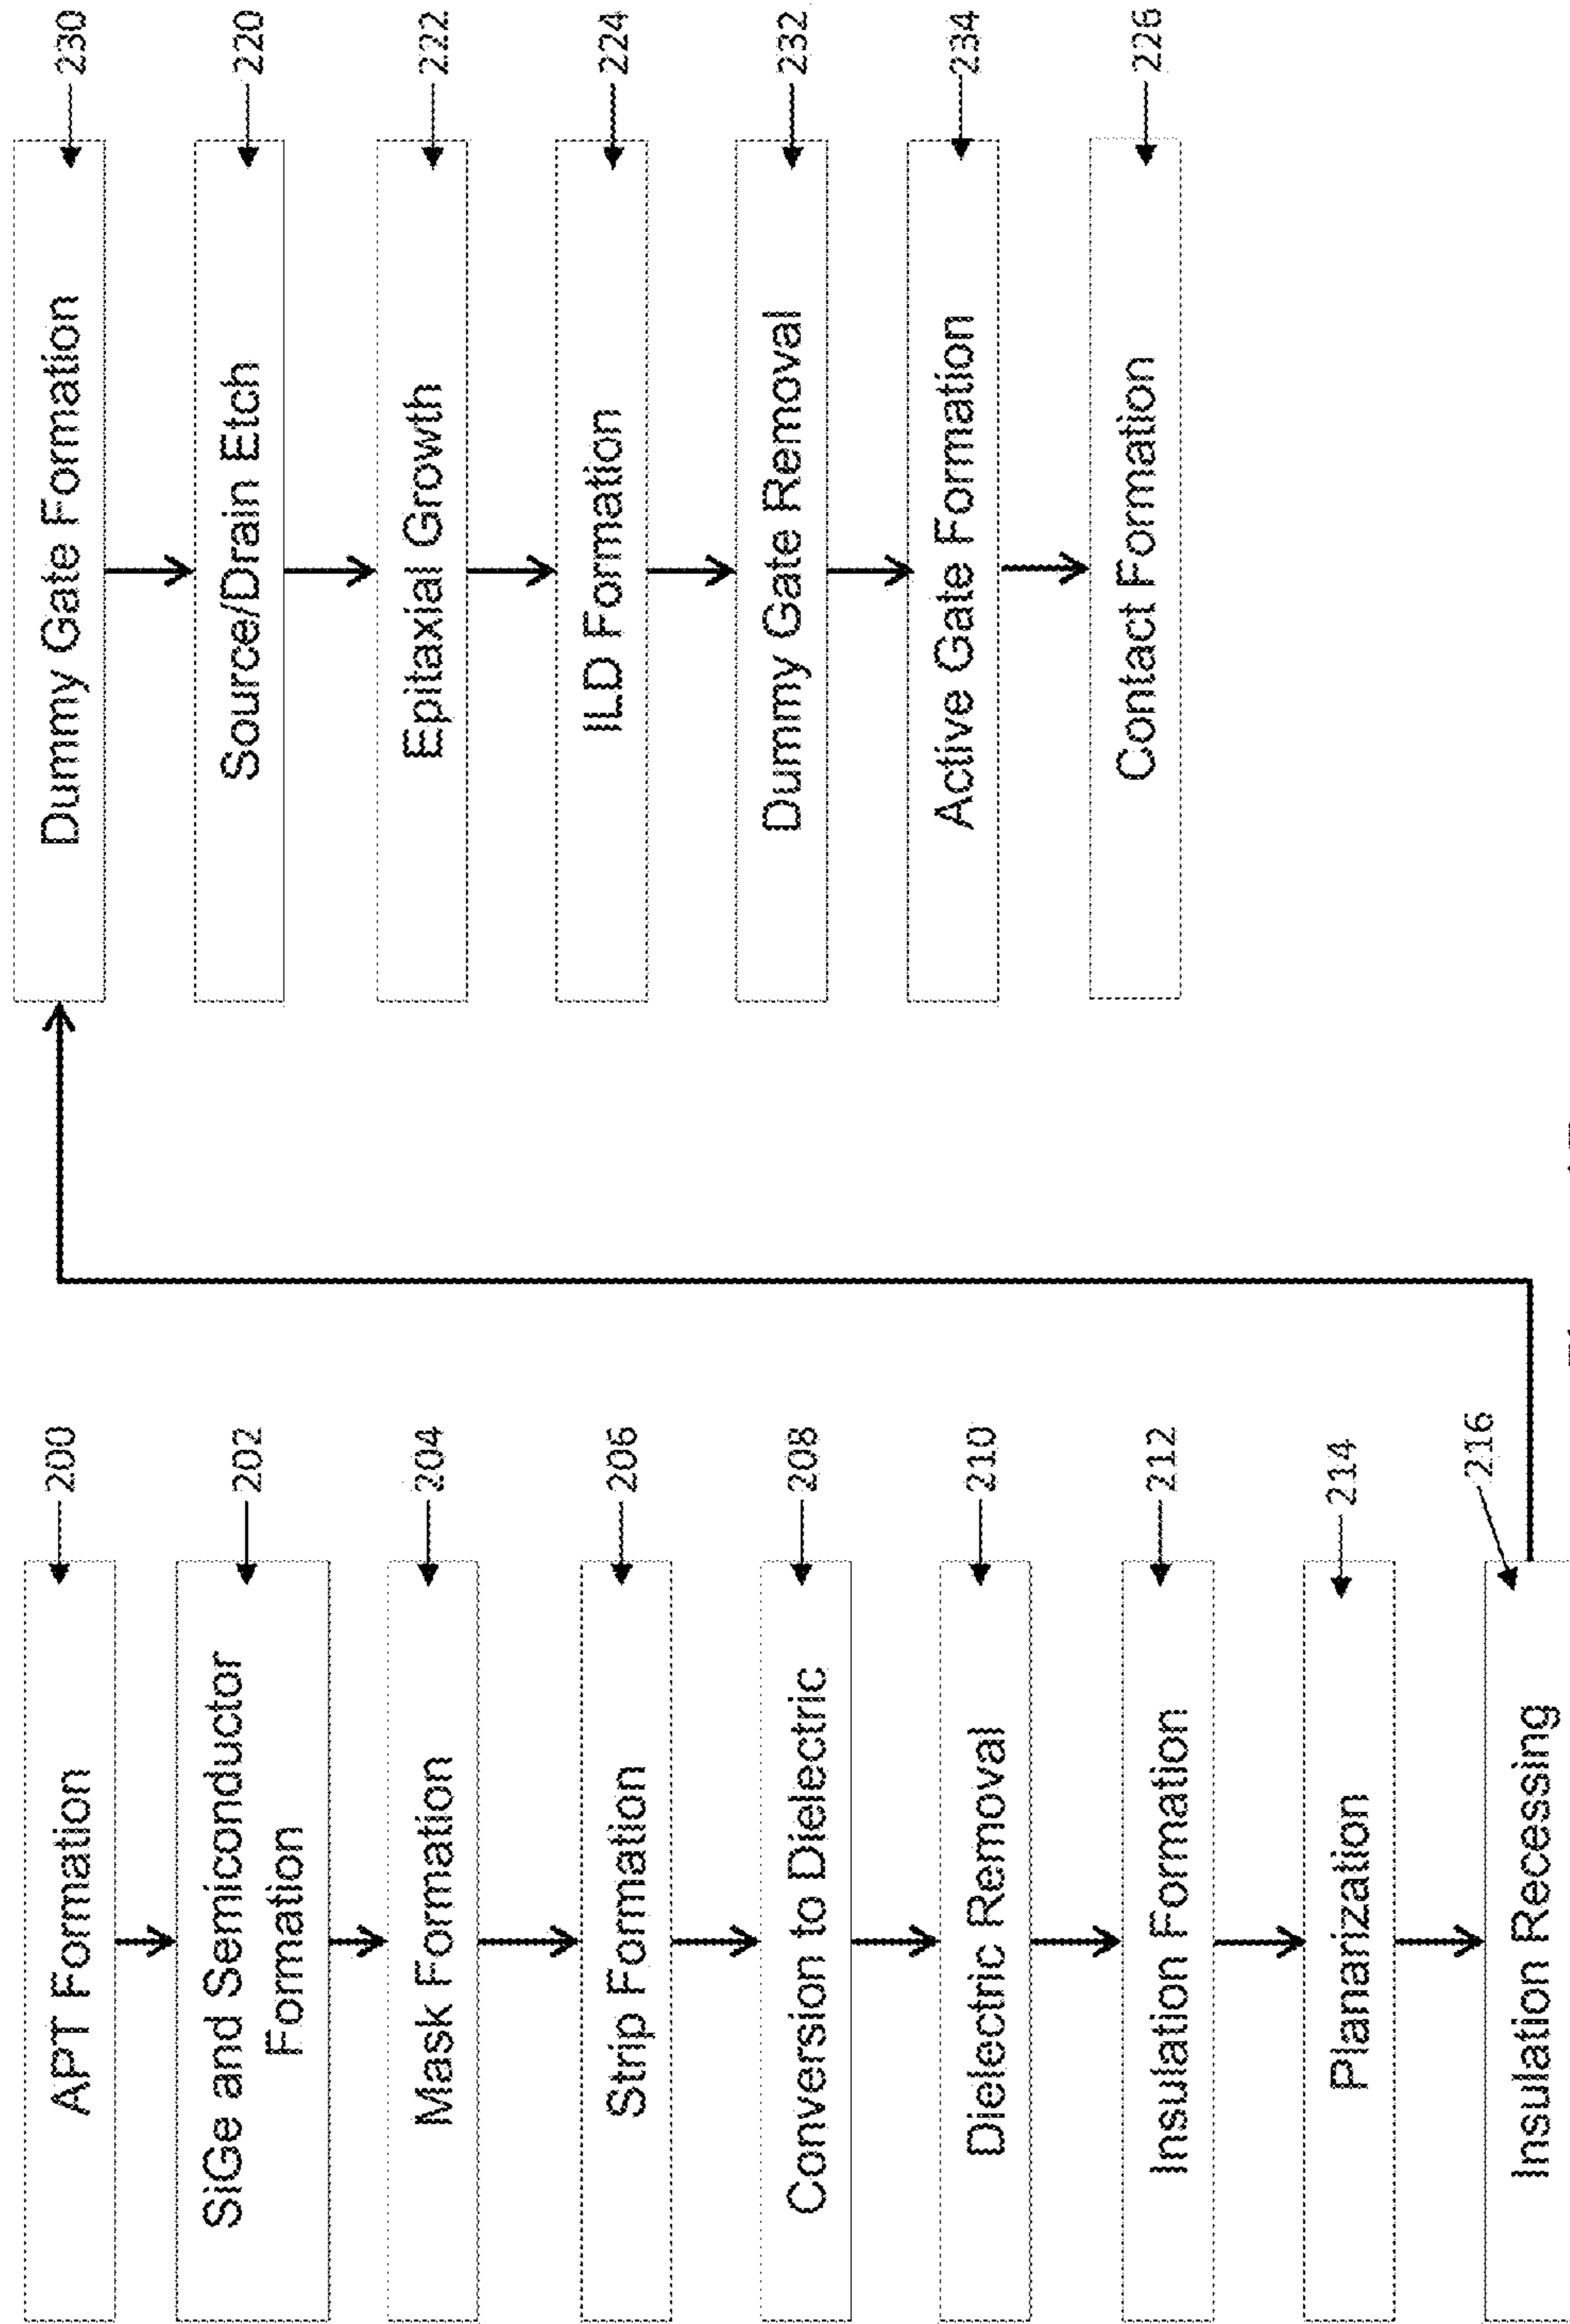 APT Formation
200
SiGe and Semiconductor
Formation
202
Mask Formation
204
Strip Formation
206
Conversion to Dielectric
208
Dielectric Removal
210
Insulation Formation
212
Planarization
214
Insulation Recessing
216
Dummy Gate Formation
230
Source/Drain Etch
220
Epitaxial Growth
222
ILD Formation
224
Dummy Gate Removal
232
Active Gate Formation
234
Contact Formation
226